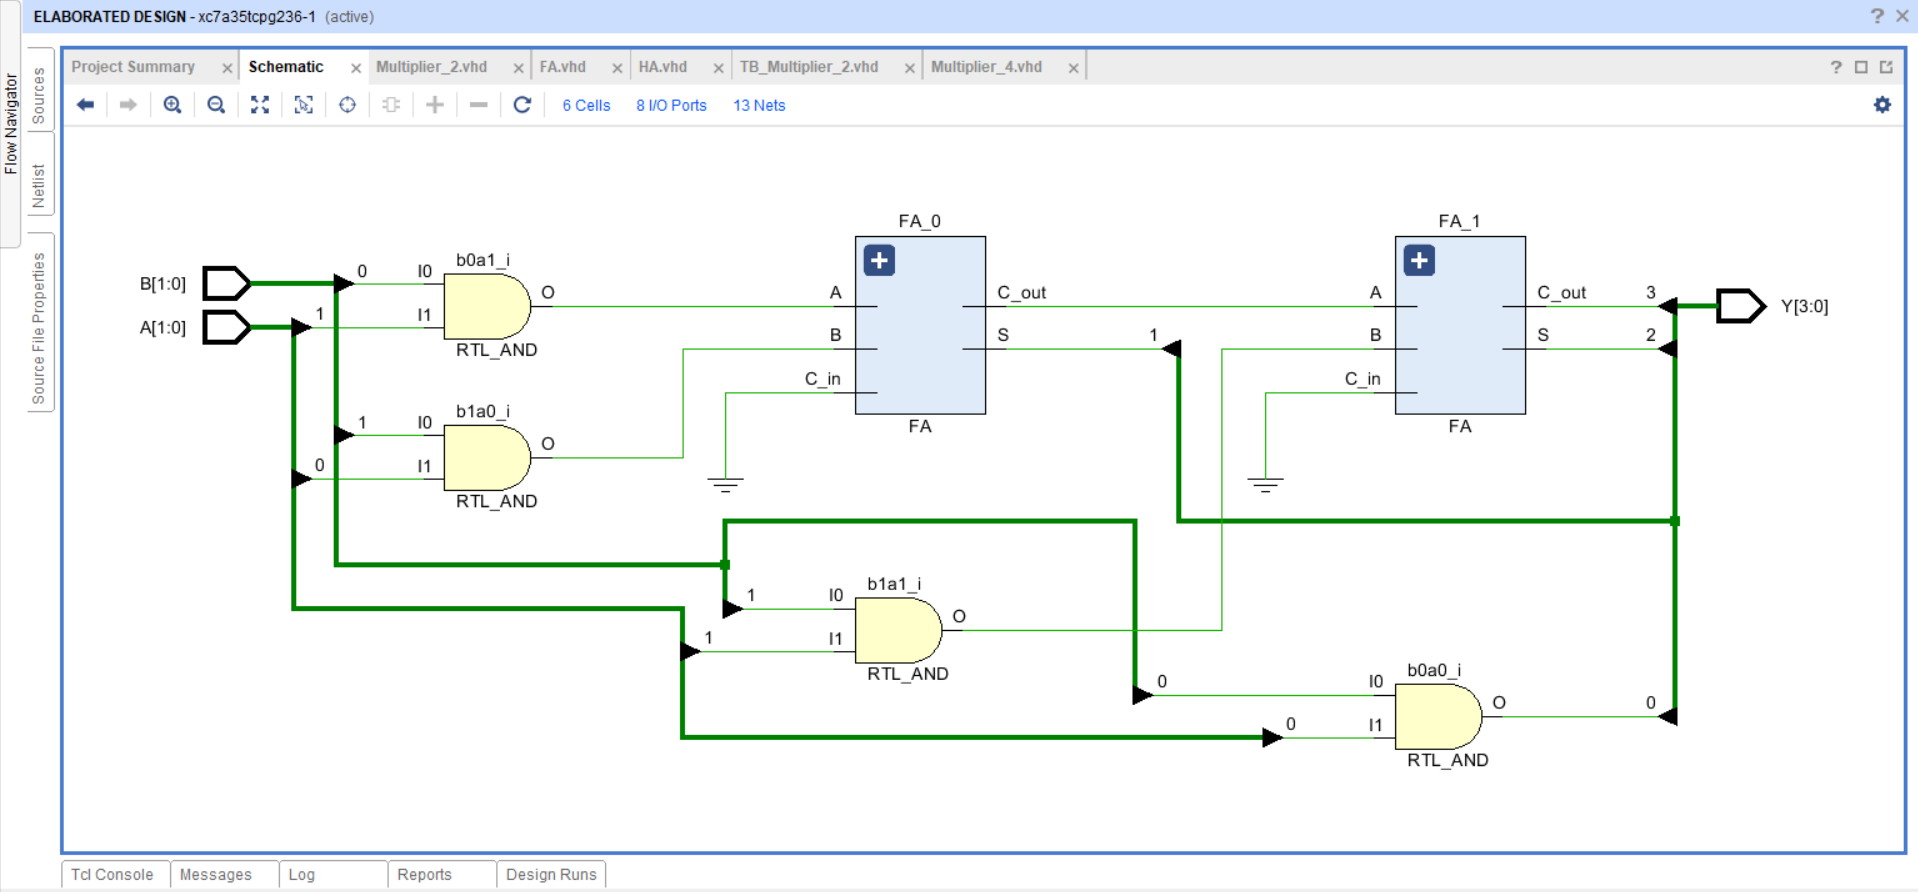 ELABORATED DESIGN - xc7a35tcpg236-1 (active)
Flow Navigator
Sources
Netlist
Source File Properties
Project Summary
Schematic
Multiplier_2.vhd
FA.vhd
HA.vhd
TB_Multiplier_2.vhd
Multiplier_4.vhd
6 Cells
8 I/O Ports
13 Nets
FA_0
FA_1
b0a1_i
B[1:0]
0
I0
O
A
C_out
A
C_out
3
Y[3:0]
A[1:0]
1
I1
RTL_AND
B
S
1
B
S
2
C_in
C_in
b1a0_i
1
I0
O
FA
FA
0
I1
RTL_AND
b1a1_i
1
I0
O
1
I1
RTL_AND
b0a0_i
0
I0
O
0
0
I1
RTL_AND
Tcl Console
Messages
Log
Reports
Design Runs